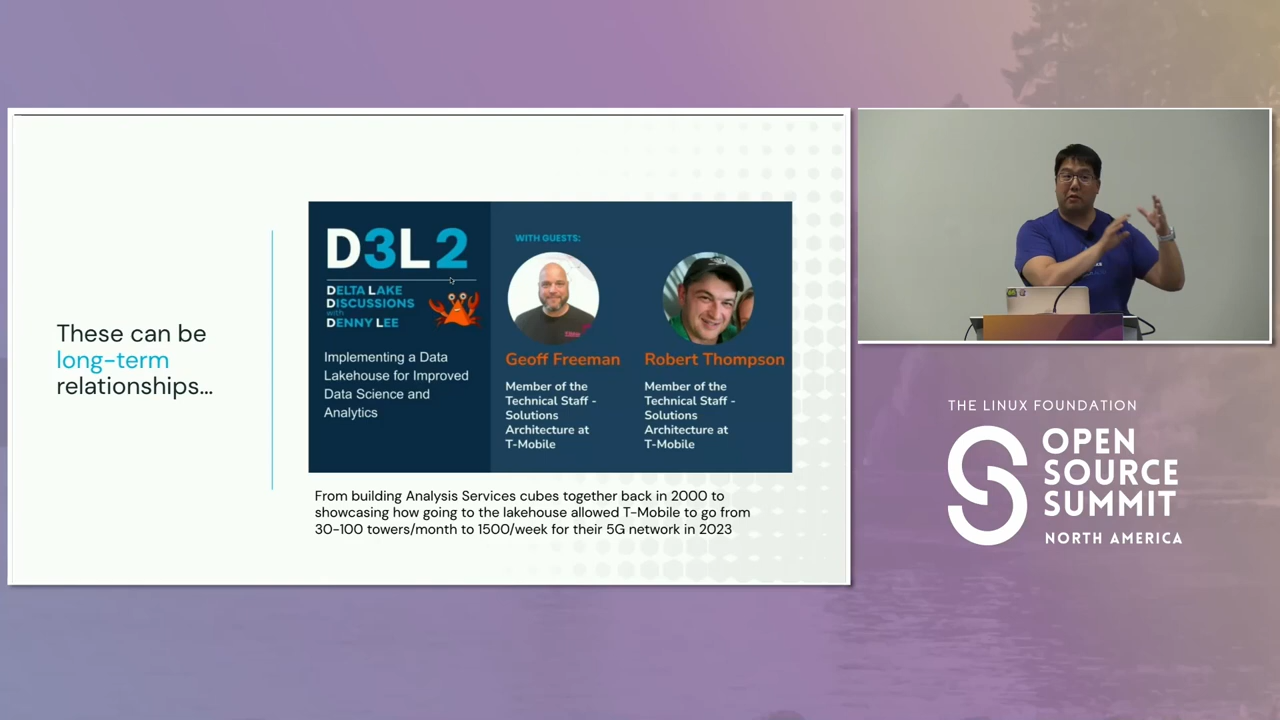 These can be
long-term
relationships...
D3L2
DELTA LAKE
DISCUSSIONS
with
DENNY LEE
Implementing a Data
Lakehouse for Improved
Data Science and
Analytics
WITH GUESTS:
Geoff Freeman
Member of the
Technical Staff -
Solutions
Architecture at
T-Mobile
Robert Thompson
Member of the
Technical Staff -
Solutions
Architecture at
T-Mobile
From building Analysis Services cubes together back in 2000 to
showcasing how going to the lakehouse allowed T-Mobile to go from
30-100 towers/month to 1500/week for their 5G network in 2023
THE LINUX FOUNDATION
OPEN
SOURCE
SUMMIT
NORTH AMERICA